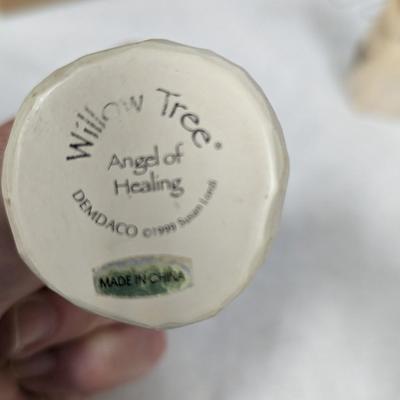 Willow Tree®
Angel of
Healing
DEMDACO ©1999 Susan Lordi
MADE IN CHINA